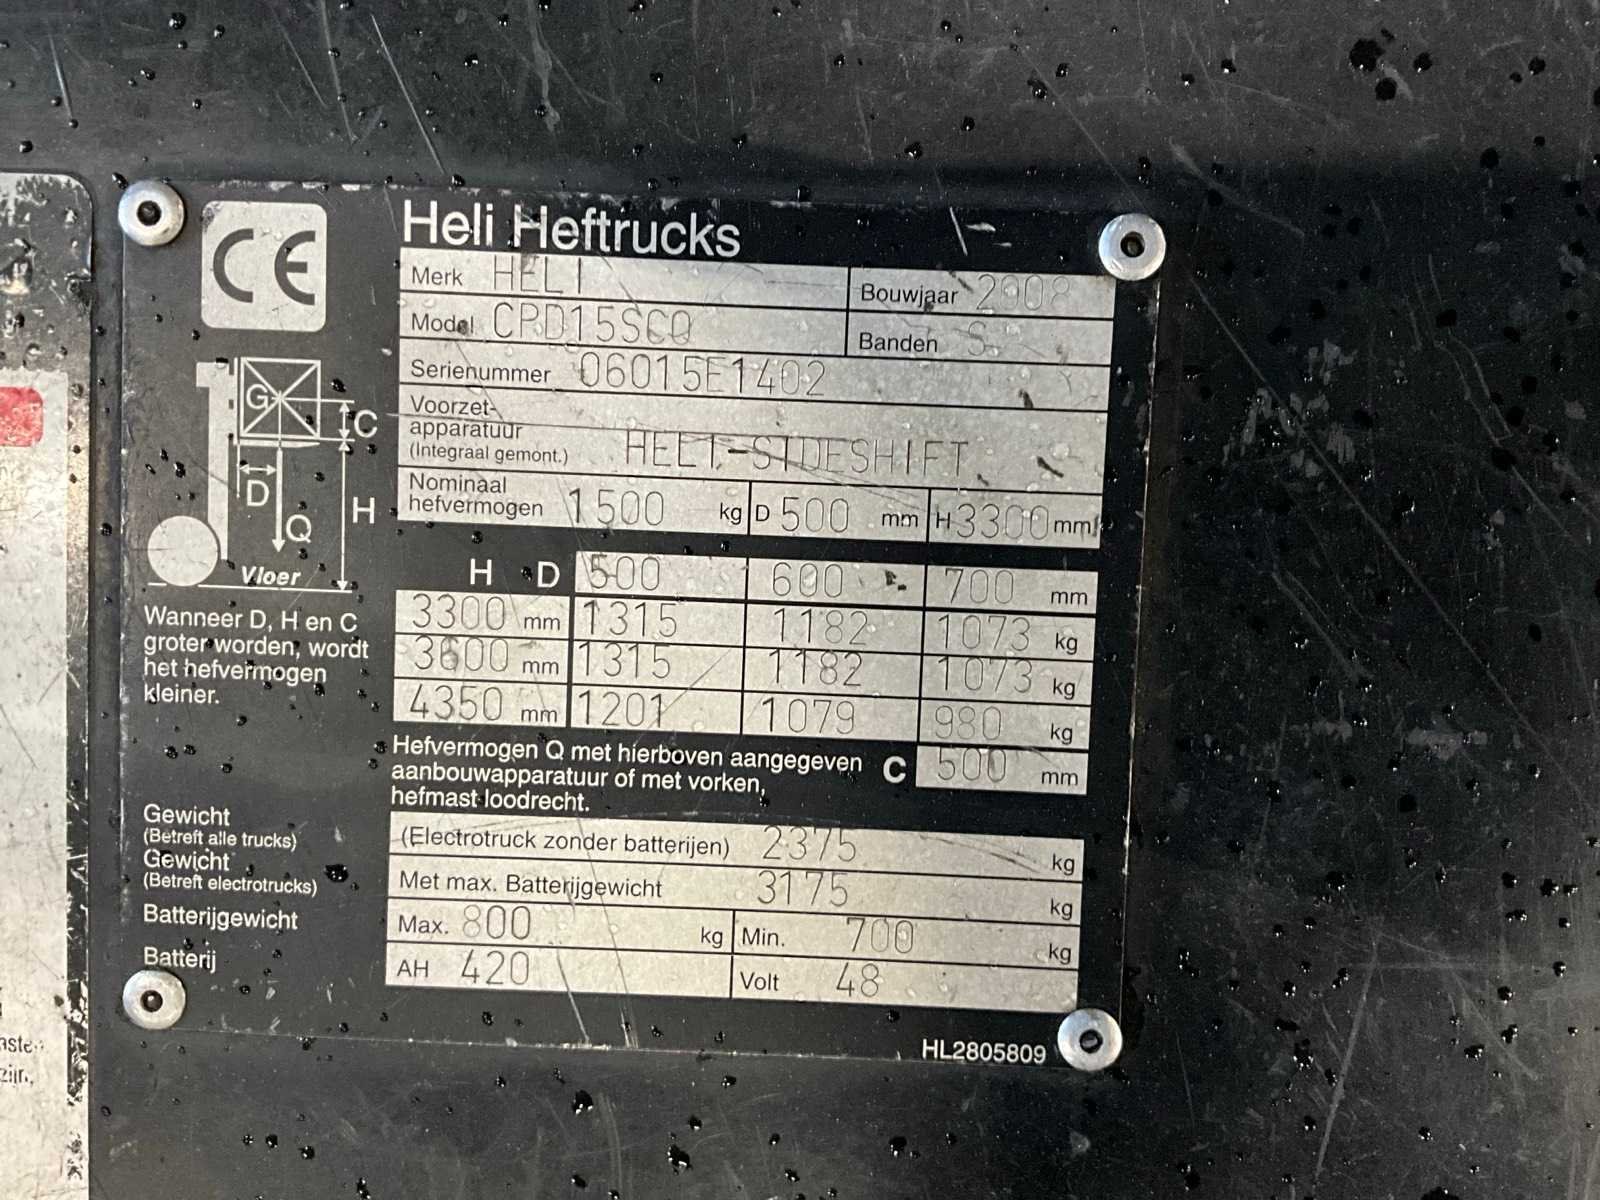 CE
Heli Heftrucks
Merk HELI
Bouwjaar 2008
Model CPD15SCQ
Banden S
Serienummer 06015E1402
Voorzet-
apparatuur
(Integraal gemont.) HELI-SIDESHIFT
Nominaal
hefvermogen 1500 kg D 500 mm H 3300 mm
G
C
D
H
Q
Vloer
H D 500 600 700 mm
3300 mm 1315 1182 1073 kg
3600 mm 1315 1182 1073 kg
4350 mm 1201 1079 980 kg
Wanneer D, H en C
groter worden, wordt
het hefvermogen
kleiner.
Hefvermogen Q met hierboven aangegeven
aanbouwapparatuur of met vorken,
hefmast loodrecht.
C 500 mm
Gewicht
(Betreft alle trucks)
(Electrotruck zonder batterijen) 2375 kg
Gewicht
(Betreft electrotrucks)
Met max. Batterijgewicht 3175 kg
Batterijgewicht
Max. 800 kg Min. 700 kg
Batterij
AH 420 Volt 48
HL2805809
zijn,